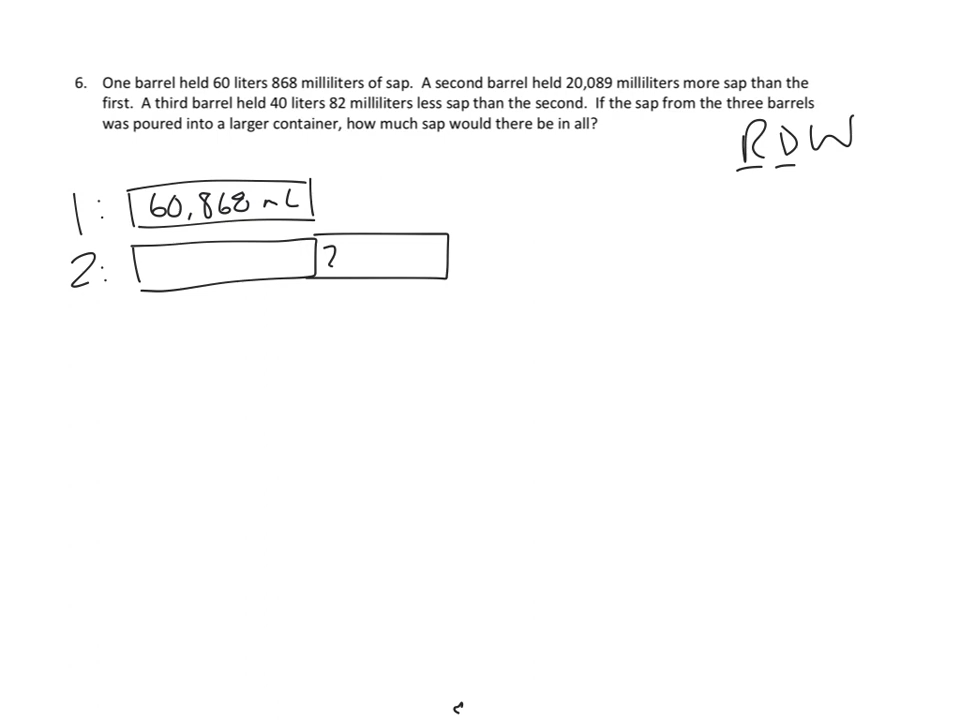 6. One barrel held 60 liters 868 milliliters of sap. A second barrel held 20,089 milliliters more sap than the
first. A third barrel held 40 liters 82 milliliters less sap than the second. If the sap from the three barrels
was poured into a larger container, how much sap would there be in all?
RDW
1: 60,868 mL
2: 2